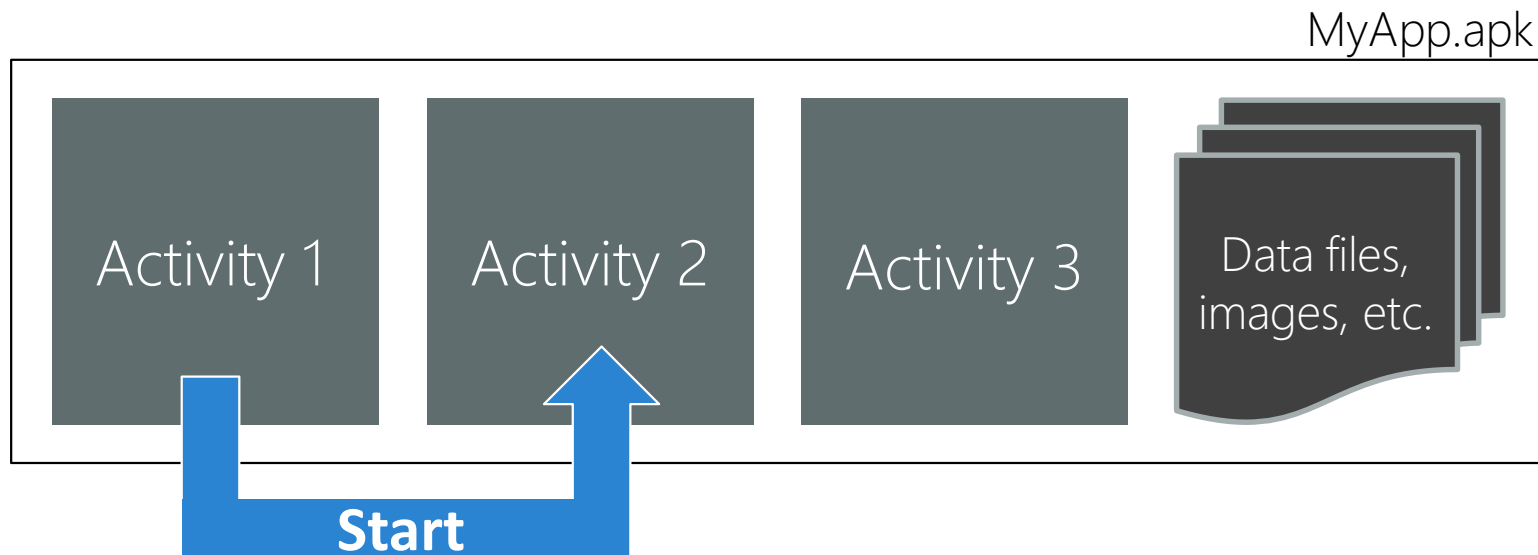 MyApp.apk
Activity 1
Activity 2
Activity 3
Data files,
images, etc.
Start